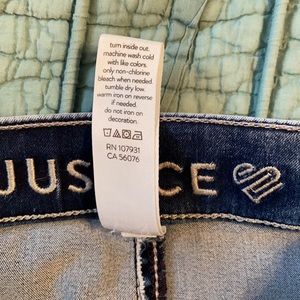 turn inside out.
machine wash cold
with like colors.
only non-chlorine
bleach when needed.
tumble dry low.
warm iron on reverse
if needed.
do not iron on
decoration.
RN 107931
CA 56076
JUS CE